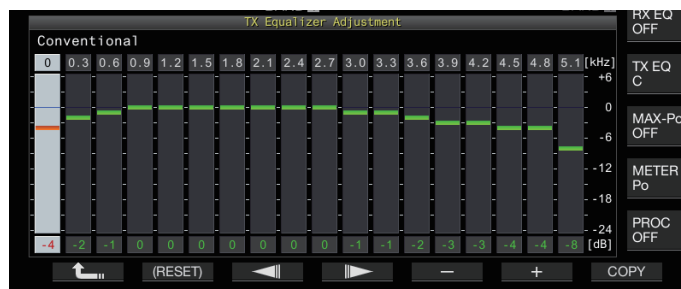 TX Equalizer Adjustment
RX EQ
OFF
Conventional
0 0.3 0.6 0.9 1.2 1.5 1.8 2.1 2.4 2.7 3.0 3.3 3.6 3.9 4.2 4.5 4.8 5.1 [kHz]
+6
TX EQ
C
0
MAX-Po
OFF
-6
-12
METER
Po
-18
-24
PROC
OFF
-4 -2 -1 0 0 0 0 0 0 0 -1 -1 -2 -3 -3 -4 -4 -8 [dB]
(RESET) − + COPY